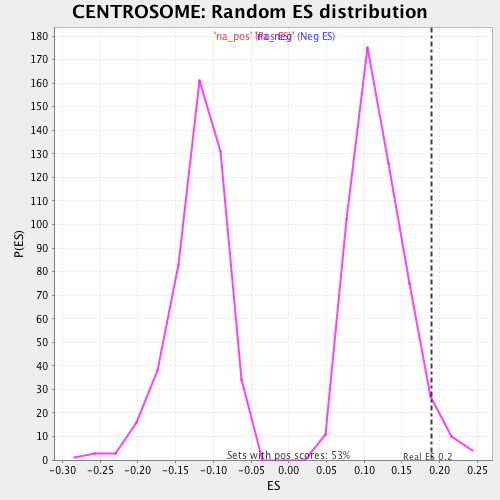 CENTROSOME: Random ES distribution
'na_pos' (Pos ES)
'na_neg' (Neg ES)
180
170
160
150
140
130
120
110
100
90
80
70
60
50
40
30
20
10
0
P(ES)
Sets with pos scores: 53%
Real ES 0.2
-0.30 -0.25 -0.20 -0.15 -0.10 -0.05 0.00 0.05 0.10 0.15 0.20 0.25
ES